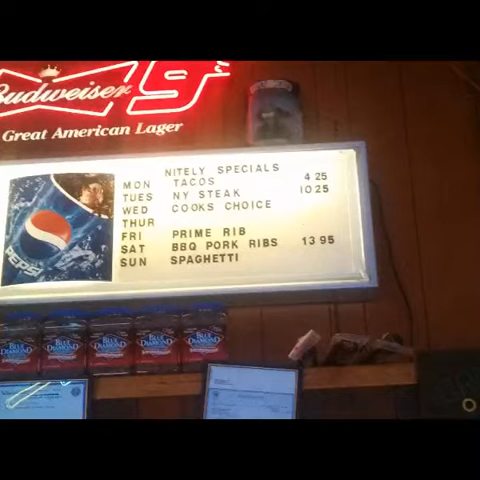 Budweiser
9
Great American Lager
NITELY SPECIALS
MON TACOS 4 25
TUES NY STEAK 10 25
WED COOKS CHOICE
THUR
FRI PRIME RIB
SAT BBQ PORK RIBS 13 95
SUN SPAGHETTI
PEPSI
BLUE DIAMOND
BLUE DIAMOND
BLUE DIAMOND
BLUE DIAMOND
BLUE DIAMOND